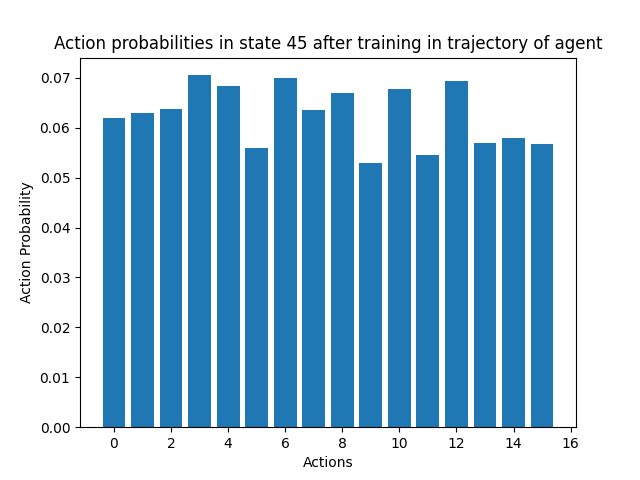 Action probabilities in state 45 after training in trajectory of agent
Action Probability
0.07
0.06
0.05
0.04
0.03
0.02
0.01
0.00
0 2 4 6 8 10 12 14 16
Actions